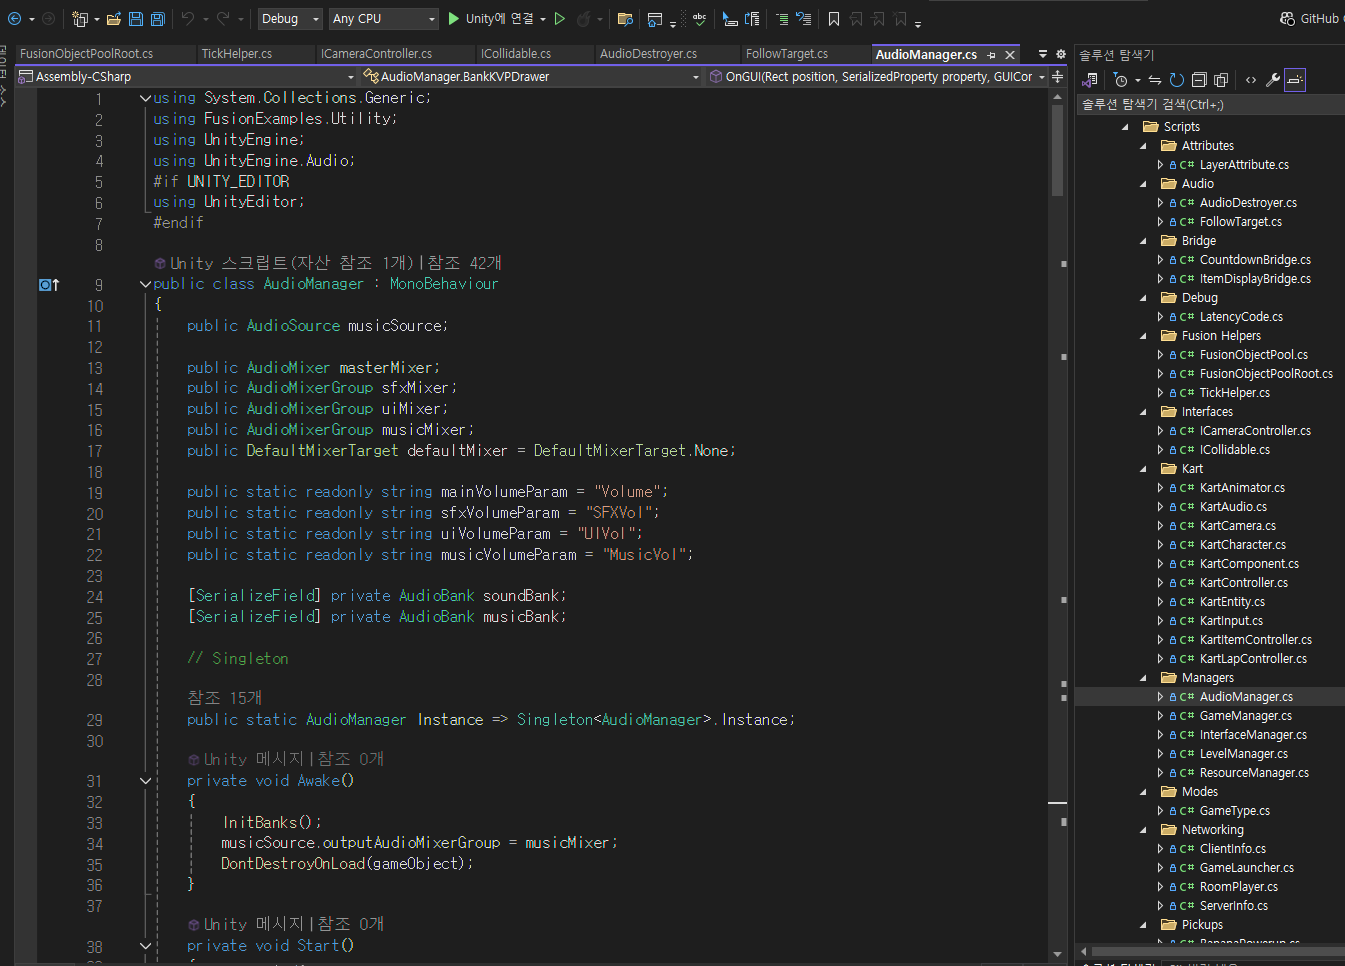 Debug
Any CPU
Unity에 연결
GitHub
FusionObjectPoolRoot.cs
TickHelper.cs
ICameraController.cs
ICollidable.cs
AudioDestroyer.cs
FollowTarget.cs
AudioManager.cs
Assembly-CSharp
AudioManager.BankKVPDrawer
OnGUI(Rect position, SerializedProperty property, GUICor
1 using System.Collections.Generic;
2 using FusionExamples.Utility;
3 using UnityEngine;
4 using UnityEngine.Audio;
5 #if UNITY_EDITOR
6 using UnityEditor;
7 #endif
8
Unity 스크립트(자산 참조 1개)|참조 42개
9 public class AudioManager : MonoBehaviour
10 {
11 public AudioSource musicSource;
12
13 public AudioMixer masterMixer;
14 public AudioMixerGroup sfxMixer;
15 public AudioMixerGroup uiMixer;
16 public AudioMixerGroup musicMixer;
17 public DefaultMixerTarget defaultMixer = DefaultMixerTarget.None;
18
19 public static readonly string mainVolumeParam = "Volume";
20 public static readonly string sfxVolumeParam = "SFXVol";
21 public static readonly string uiVolumeParam = "UIVol";
22 public static readonly string musicVolumeParam = "MusicVol";
23
24 [SerializeField] private AudioBank soundBank;
25 [SerializeField] private AudioBank musicBank;
26
27 // Singleton
28
참조 15개
29 public static AudioManager Instance => Singleton<AudioManager>.Instance;
30
Unity 메시지|참조 0개
31 private void Awake()
32 {
33 InitBanks();
34 musicSource.outputAudioMixerGroup = musicMixer;
35 DontDestroyOnLoad(gameObject);
36 }
37
Unity 메시지|참조 0개
38 private void Start()
솔루션 탐색기
솔루션 탐색기 검색(Ctrl+;)
Scripts
Attributes
C# LayerAttribute.cs
Audio
C# AudioDestroyer.cs
C# FollowTarget.cs
Bridge
C# CountdownBridge.cs
C# ItemDisplayBridge.cs
Debug
C# LatencyCode.cs
Fusion Helpers
C# FusionObjectPool.cs
C# FusionObjectPoolRoot.cs
C# TickHelper.cs
Interfaces
C# ICameraController.cs
C# ICollidable.cs
Kart
C# KartAnimator.cs
C# KartAudio.cs
C# KartCamera.cs
C# KartCharacter.cs
C# KartComponent.cs
C# KartController.cs
C# KartEntity.cs
C# KartInput.cs
C# KartItemController.cs
C# KartLapController.cs
Managers
C# AudioManager.cs
C# GameManager.cs
C# InterfaceManager.cs
C# LevelManager.cs
C# ResourceManager.cs
Modes
C# GameType.cs
Networking
C# ClientInfo.cs
C# GameLauncher.cs
C# RoomPlayer.cs
C# ServerInfo.cs
Pickups